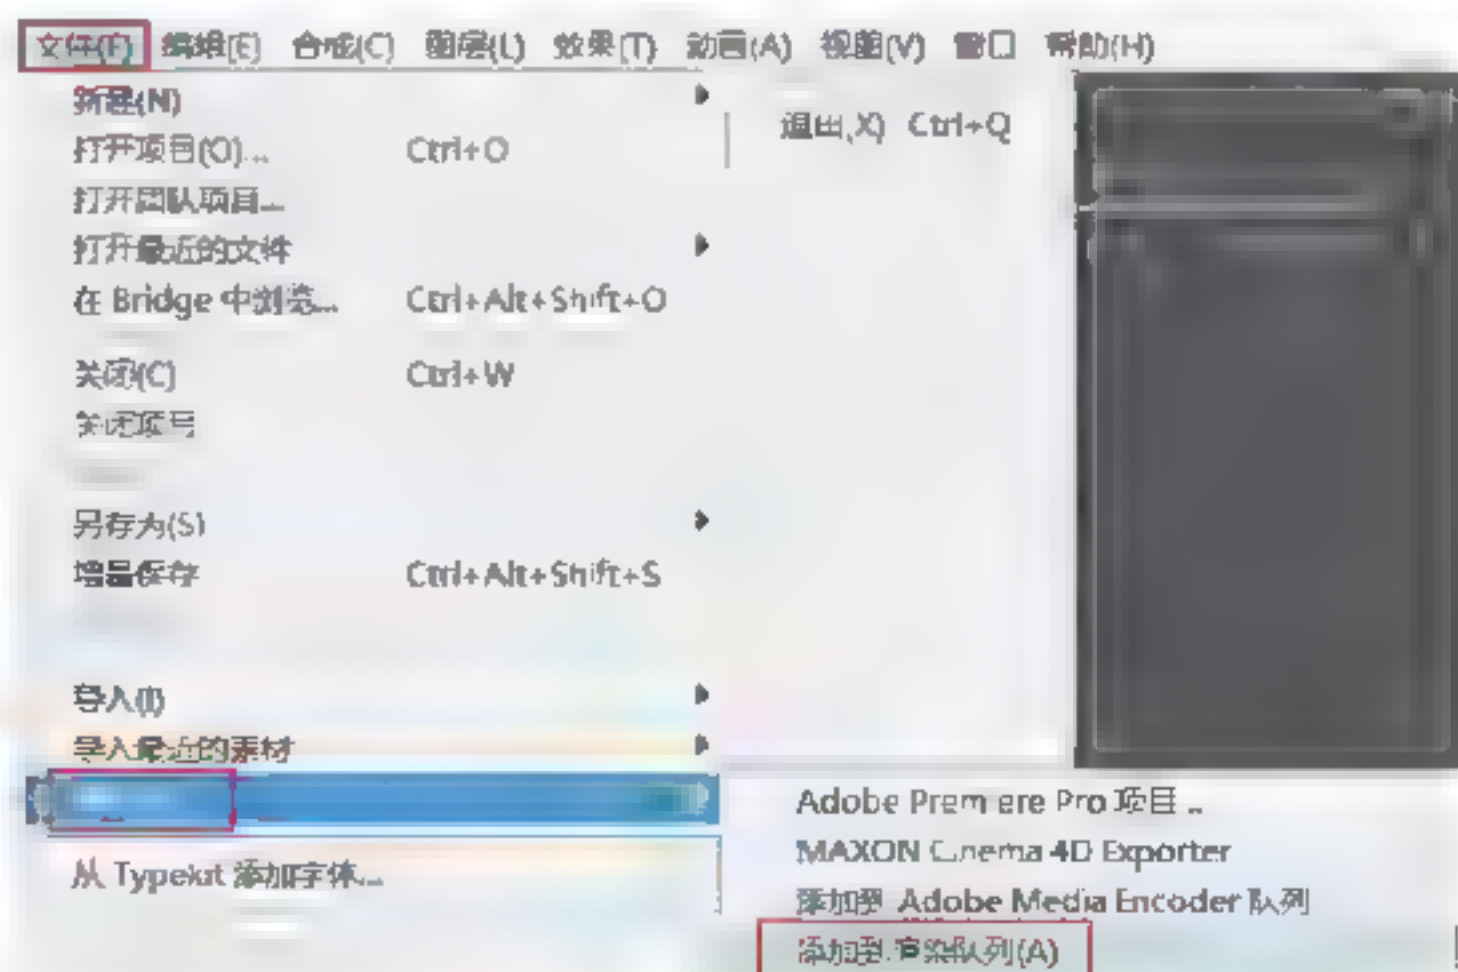 文件(F) 编辑(E) 合成(C) 图层(L) 效果(T) 动画(A) 视图(V) 窗口 帮助(H)
新建(N)
打开项目(O)... Ctrl+O
打开团队项目...
打开最近的文件
在 Bridge 中浏览... Ctrl+Alt+Shift+O
关闭(C) Ctrl+W
关闭项目
另存为(S)
增量保存 Ctrl+Alt+Shift+S
导入(I)
导入最近的素材
从 Typekit 添加字体...
退出(X) Ctrl+Q
Adobe Premiere Pro 项目...
MAXON Cinema 4D Exporter
添加到 Adobe Media Encoder 队列
添加到渲染队列(A)